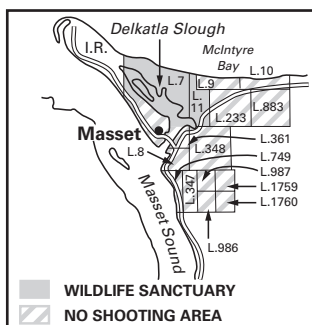 Delkatla Slough
McIntyre
Bay
I.R.
L.7
L.9
L.10
L.
11
L.883
L.233
Masset
L.8
L.361
L.348
L.749
L.987
L.347
L.1759
L.1760
Masset Sound
L.986
WILDLIFE SANCTUARY
NO SHOOTING AREA